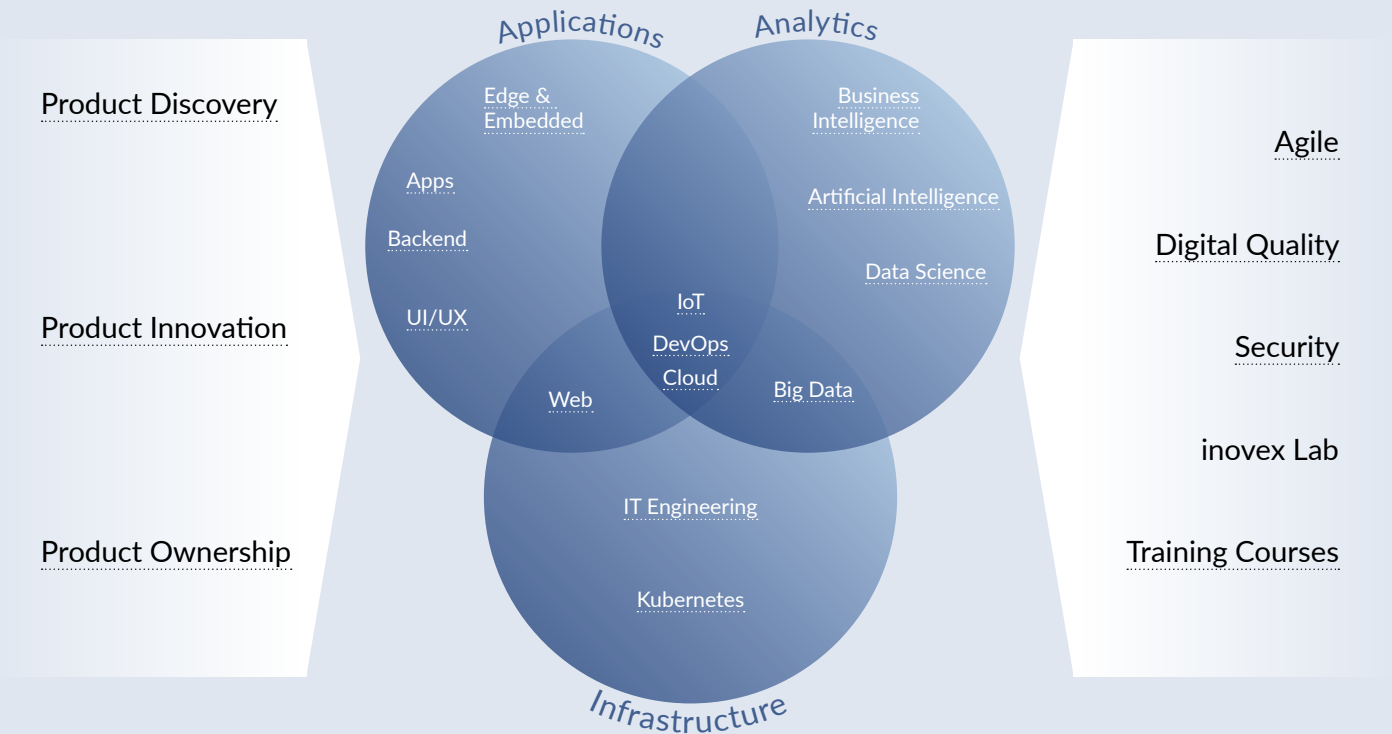 Applications
Analytics
Product Discovery
Product Innovation
Product Ownership
Edge &
Embedded
Apps
Backend
UI/UX
Business
Intelligence
Artificial Intelligence
Data Science
IoT
DevOps
Cloud
Web
Big Data
IT Engineering
Kubernetes
Infrastructure
Agile
Digital Quality
Security
inovex Lab
Training Courses